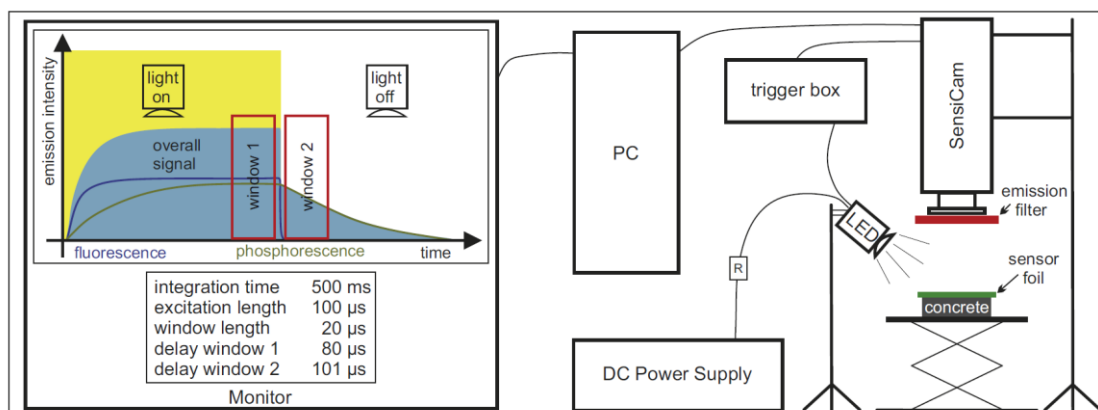 emission intensity
light
on
light
off
overall
signal
window 1
window 2
fluorescence
phosphorescence
time
integration time 500 ms
excitation length 100 µs
window length 20 µs
delay window 1 80 µs
delay window 2 101 µs
Monitor
PC
trigger box
SensiCam
emission
filter
LED
R
sensor
foil
concrete
DC Power Supply